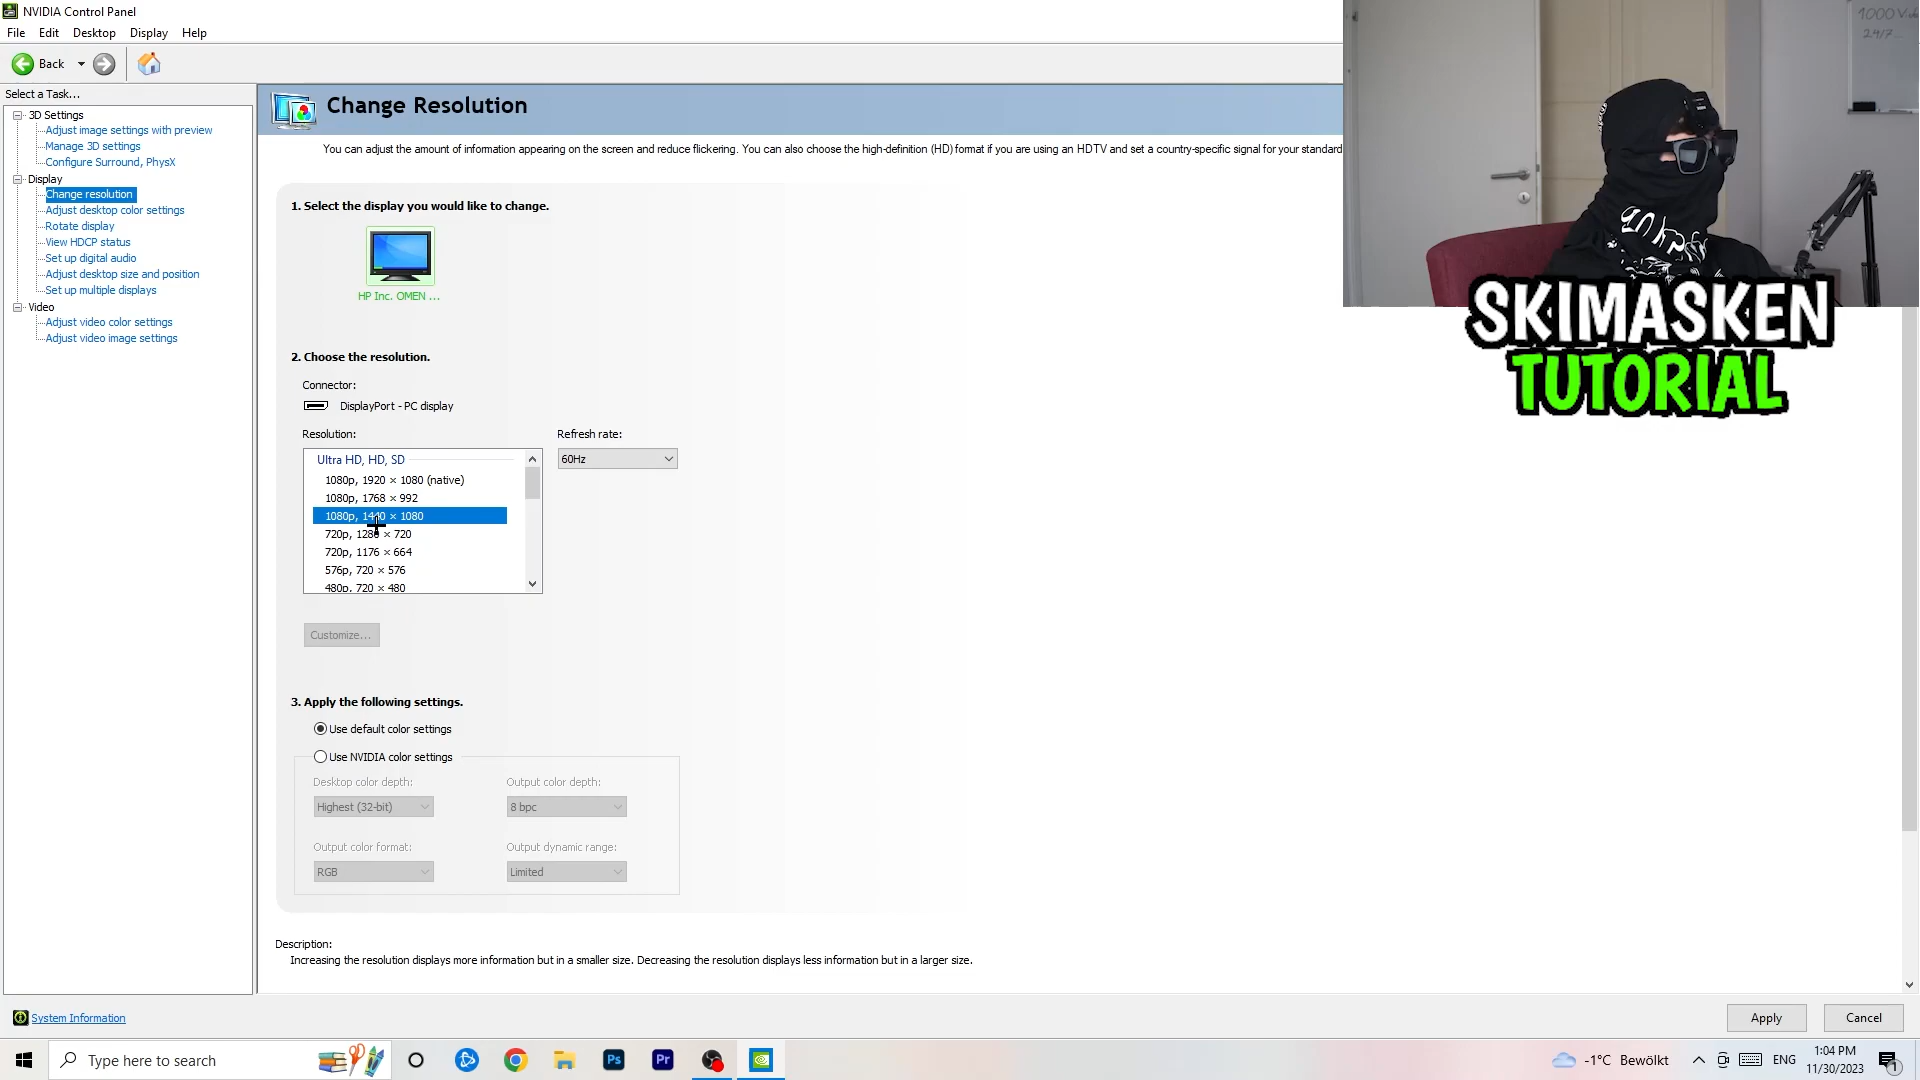 NVIDIA Control Panel
File Edit Desktop Display Help
Back
Select a Task...
3D Settings
Adjust image settings with preview
Manage 3D settings
Configure Surround, PhysX
Display
Change resolution
Adjust desktop color settings
Rotate display
View HDCP status
Set up digital audio
Adjust desktop size and position
Set up multiple displays
Video
Adjust video color settings
Adjust video image settings
System Information
Change Resolution
You can adjust the amount of information appearing on the screen and reduce flickering. You can also choose the high-definition (HD) format if you are using an HDTV and set a country-specific signal for your standard
1. Select the display you would like to change.
HP Inc. OMEN ...
2. Choose the resolution.
Connector:
DisplayPort - PC display
Resolution:
Refresh rate:
Ultra HD, HD, SD
60Hz
1080p, 1920 × 1080 (native)
1080p, 1768 × 992
1080p, 1440 × 1080
720p, 1280 × 720
720p, 1176 × 664
576p, 720 × 576
480p, 720 × 480
Customize...
3. Apply the following settings.
Use default color settings
Use NVIDIA color settings
Desktop color depth:
Output color depth:
Highest (32-bit)
8 bpc
Output color format:
Output dynamic range:
RGB
Limited
Description:
Increasing the resolution displays more information but in a smaller size. Decreasing the resolution displays less information but in a larger size.
Apply
Cancel
1000
24/7
SKIMASKEN
TUTORIAL
Type here to search
Ps
Pr
-1°C Bewölkt
ENG
1:04 PM
11/30/2023
1